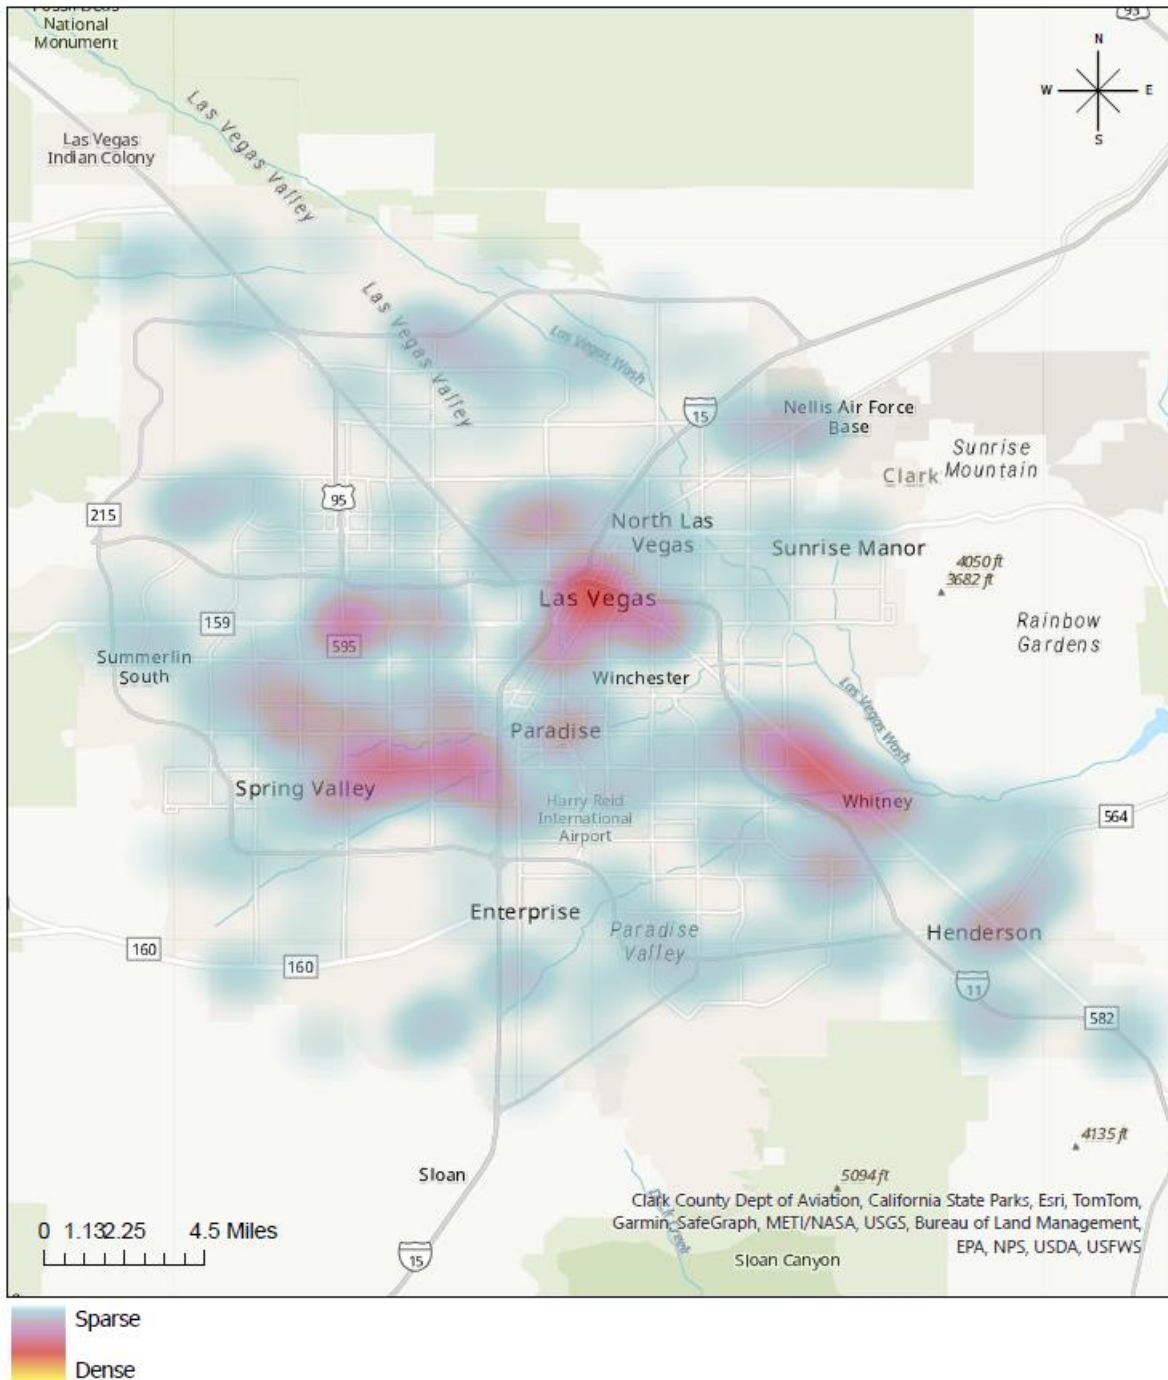 National
Monument
93
N
W E
S
Las Vegas
Indian Colony
Las Vegas Valley
Las Vegas Valley
Las Vegas Wash
15
Nellis Air Force
Base
Sunrise
Mountain
Clark
95
215
North Las
Vegas
Sunrise Manor
4050 ft
3682 ft
Las Vegas
159
595
Rainbow
Gardens
Summerlin
South
Winchester
Las Vegas Wash
Paradise
Spring Valley
Harry Reid
International
Airport
Whitney
564
Enterprise
Paradise
Valley
Henderson
160
160
11
582
4135 ft
Sloan
5094 ft
Clark County Dept of Aviation, California State Parks, Esri, TomTom,
Garmin, SafeGraph, METI/NASA, USGS, Bureau of Land Management,
EPA, NPS, USDA, USFWS
0 1.13 2.25 4.5 Miles
15
Sloan Canyon
Sparse
Dense